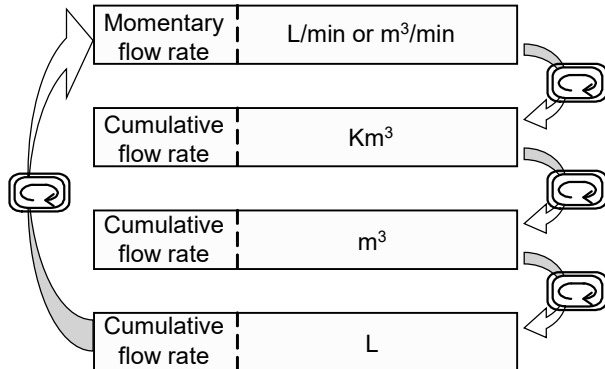 Momentary
flow rate
L/min or m³/min
Cumulative
flow rate
Km³
Cumulative
flow rate
m³
Cumulative
flow rate
L